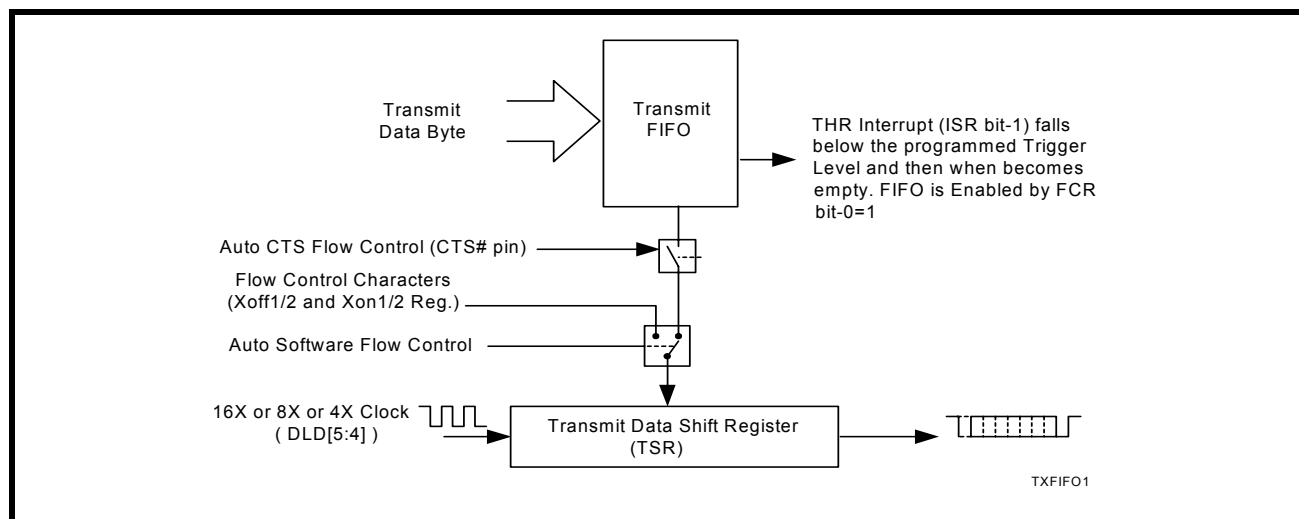 Transmit
Data Byte
Transmit
FIFO
THR Interrupt (ISR bit-1) falls
below the programmed Trigger
Level and then when becomes
empty. FIFO is Enabled by FCR
bit-0=1
Auto CTS Flow Control (CTS# pin)
Flow Control Characters
(Xoff1/2 and Xon1/2 Reg.)
Auto Software Flow Control
16X or 8X or 4X Clock
( DLD[5:4] )
Transmit Data Shift Register
(TSR)
TXFIFO1